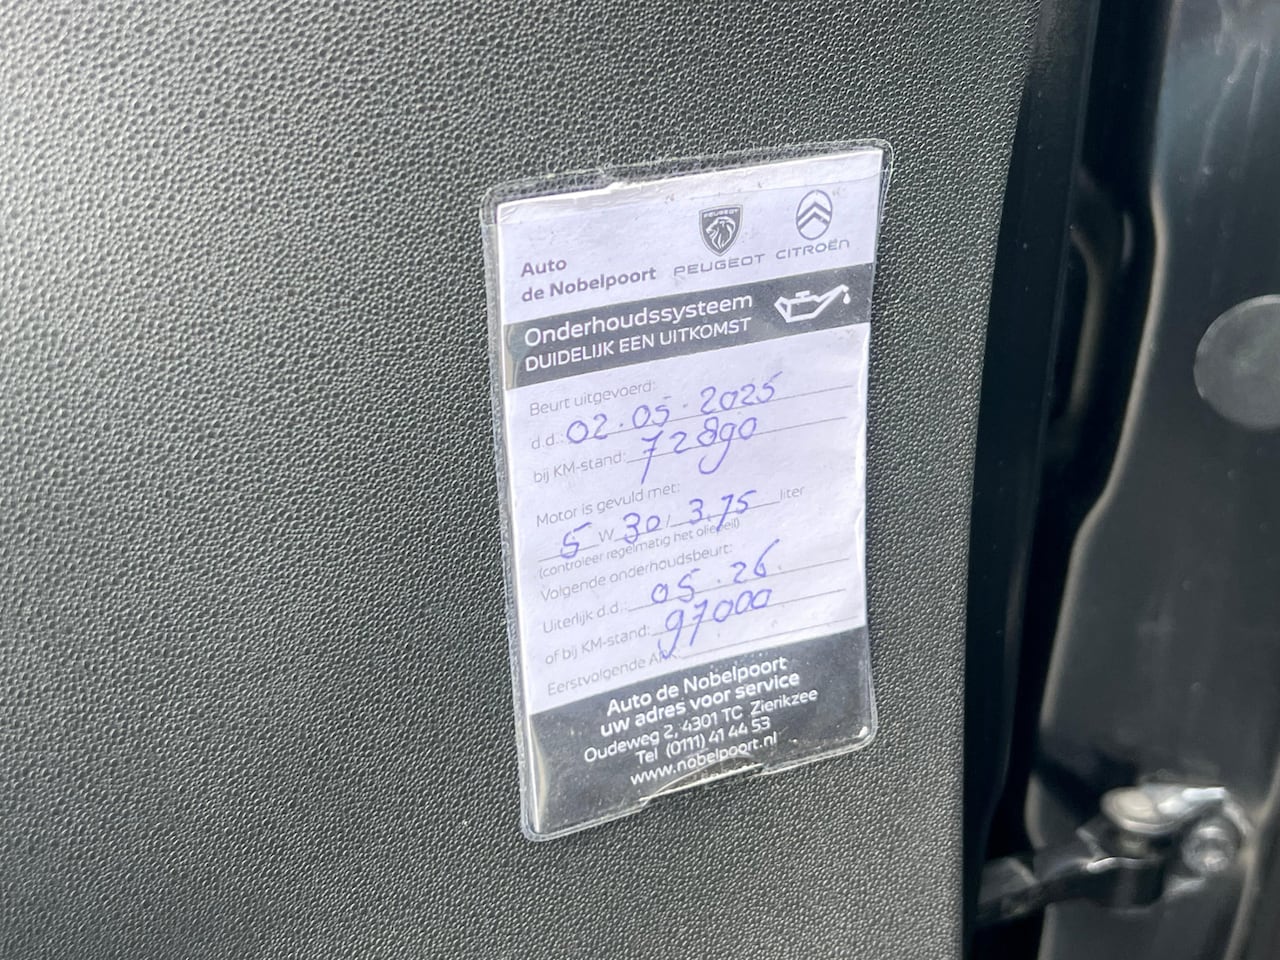 Auto
de Nobelpoort
PEUGEOT
PEUGEOT
CITROËN
Onderhoudssysteem
DUIDELIJK EEN UITKOMST
Beurt uitgevoerd:
d.d.: 02.05.2025
bij KM-stand: 72890
Motor is gevuld met:
5 W 30 / 3.75 liter
(controleer regelmatig het oliepeil)
Volgende onderhoudsbeurt:
Uiterlijk d.d.: 05.26
of bij KM-stand: 97000
Eerstvolgende
Auto de Nobelpoort
uw adres voor service
Oudeweg 2, 4301 TC Zierikzee
Tel (0111) 41 44 53
www.nobelpoort.nl